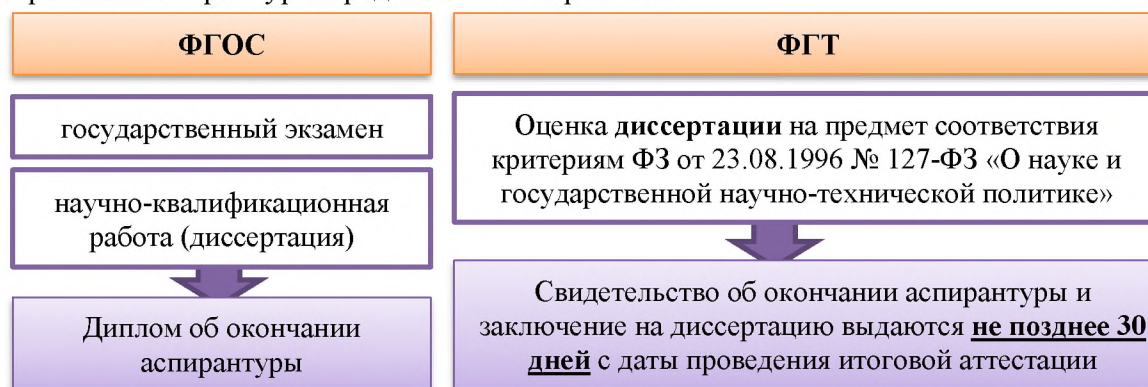 ФГОС
государственный экзамен
научно-квалификационная
работа (диссертация)
Диплом об окончании
аспирантуры
ФГТ
Оценка диссертации на предмет соответствия
критериям ФЗ от 23.08.1996 № 127-ФЗ «О науке и
государственной научно-технической политике»
Свидетельство об окончании аспирантуры и
заключение на диссертацию выдаются не позднее 30
дней с даты проведения итоговой аттестации